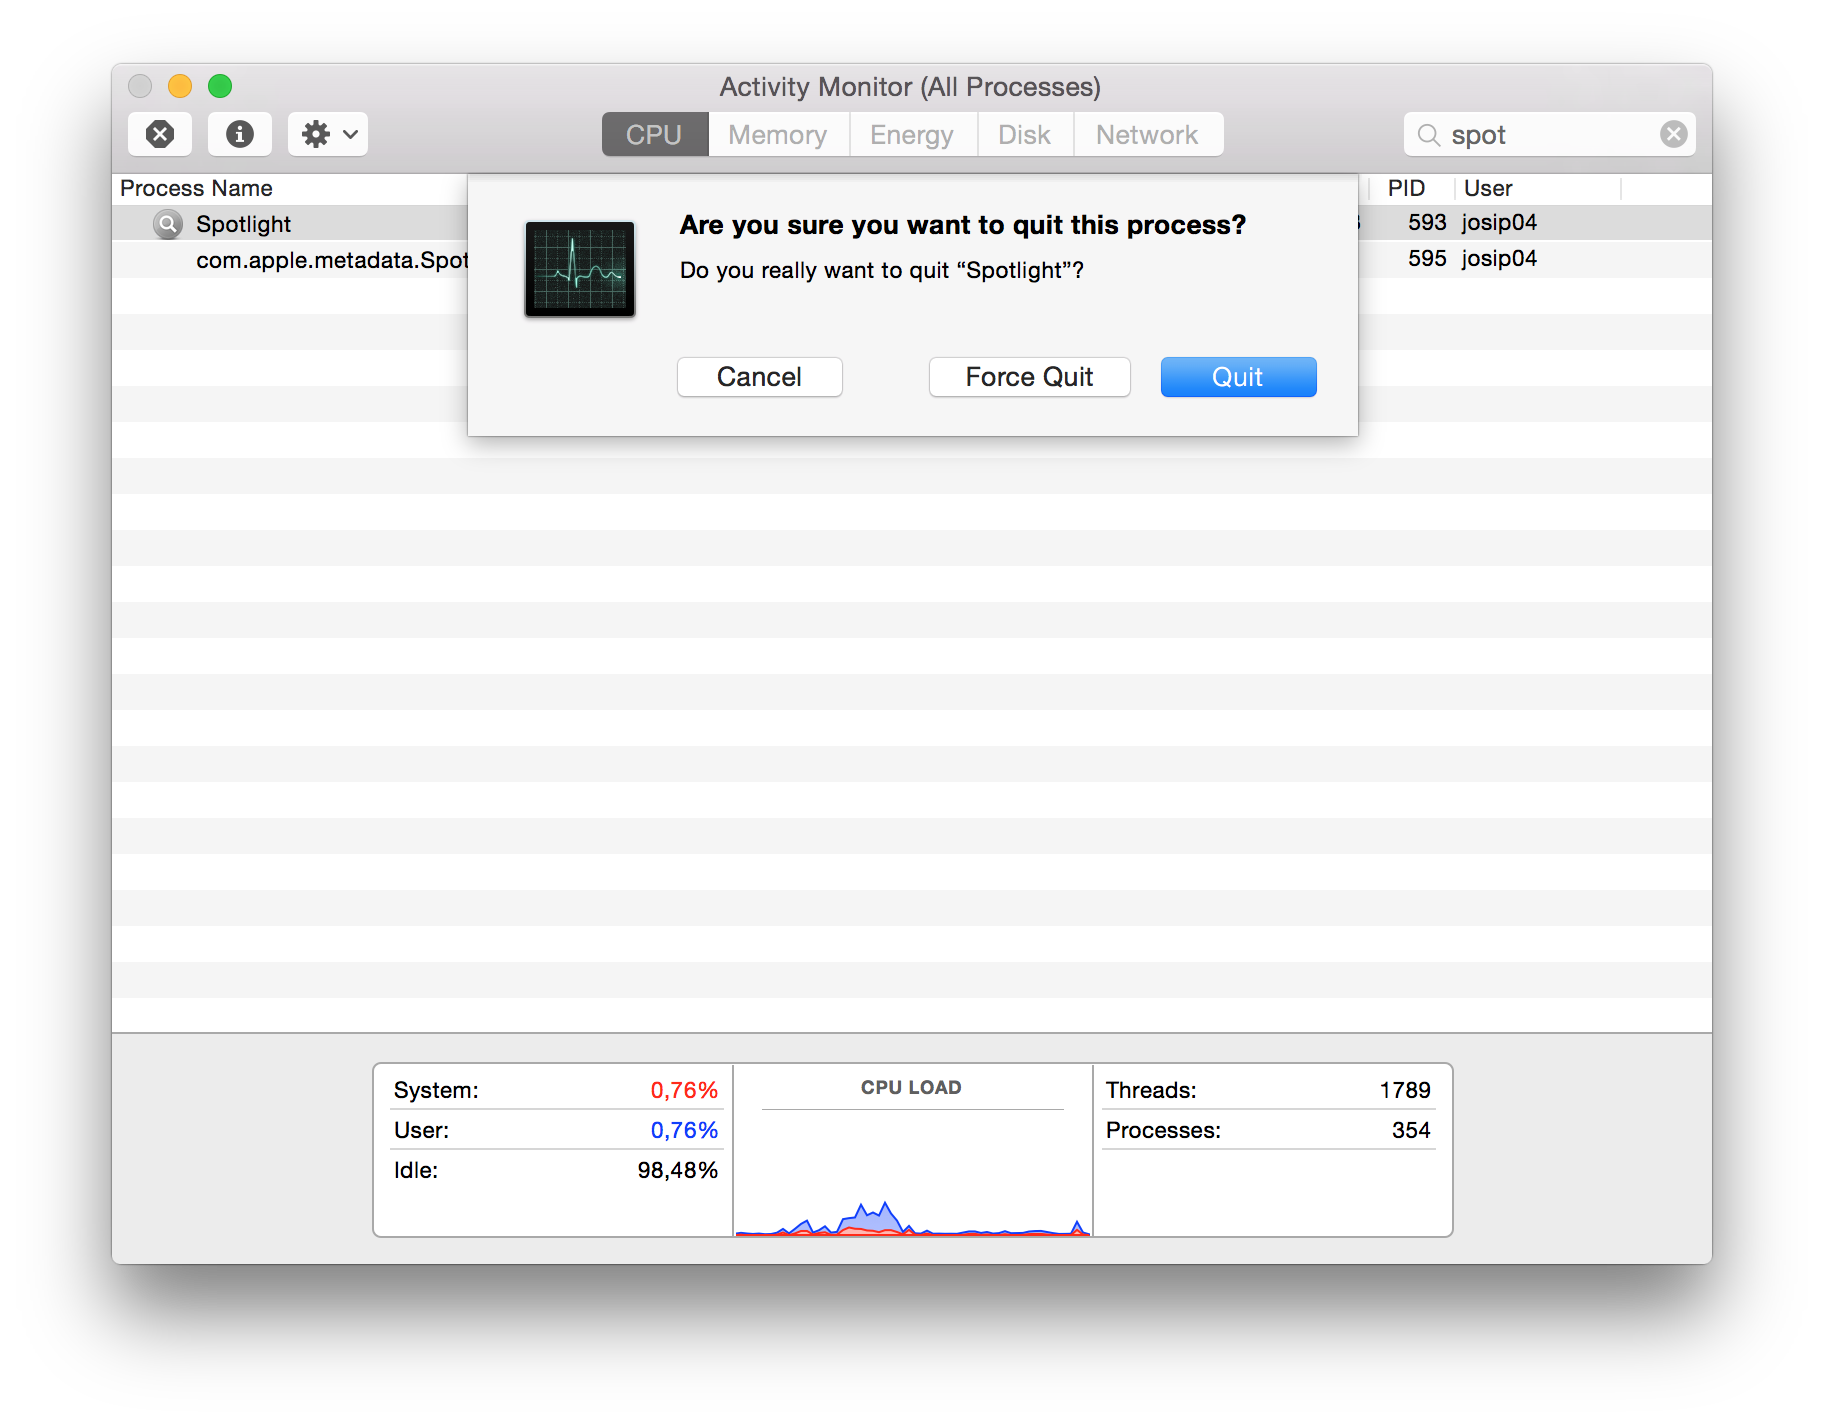 Activity Monitor (All Processes)
CPU Memory Energy Disk Network
spot
Process Name PID User
Spotlight 593 josip04
com.apple.metadata.Spot 595 josip04
Are you sure you want to quit this process?
Do you really want to quit “Spotlight”?
Cancel Force Quit Quit
System: 0,76%
User: 0,76%
Idle: 98,48%
CPU LOAD
Threads: 1789
Processes: 354